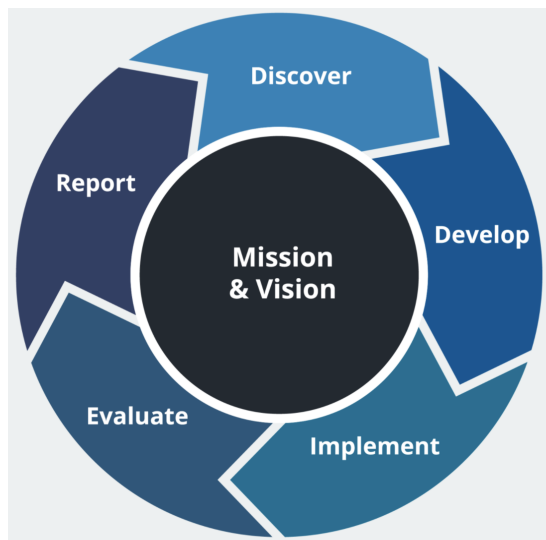 Discover
Develop
Implement
Evaluate
Report
Mission
& Vision